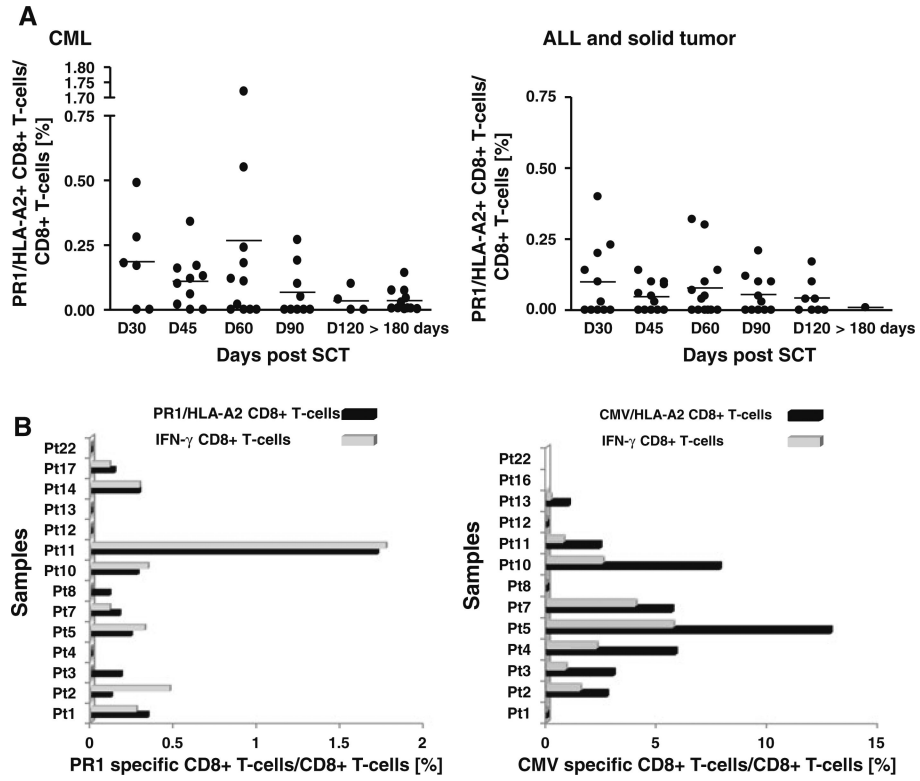 A
CML
PR1/HLA-A2+ CD8+ T-cells/
CD8+ T-cells [%]
1.80
1.75
1.70
0.75
0.50
0.25
0.00
D30 D45 D60 D90 D120 > 180 days
Days post SCT
ALL and solid tumor
PR1/HLA-A2+ CD8+ T-cells/
CD8+ T-cells [%]
0.75
0.50
0.25
0.00
D30 D45 D60 D90 D120 > 180 days
Days post SCT
B
PR1/HLA-A2 CD8+ T-cells
IFN-γ CD8+ T-cells
Samples
Pt22
Pt17
Pt14
Pt13
Pt12
Pt11
Pt10
Pt8
Pt7
Pt5
Pt4
Pt3
Pt2
Pt1
0 0.5 1 1.5 2
PR1 specific CD8+ T-cells/CD8+ T-cells [%]
CMV/HLA-A2 CD8+ T-cells
IFN-γ CD8+ T-cells
Samples
Pt22
Pt16
Pt13
Pt12
Pt11
Pt10
Pt8
Pt7
Pt5
Pt4
Pt3
Pt2
Pt1
0 5 10 15
CMV specific CD8+ T-cells/CD8+ T-cells [%]